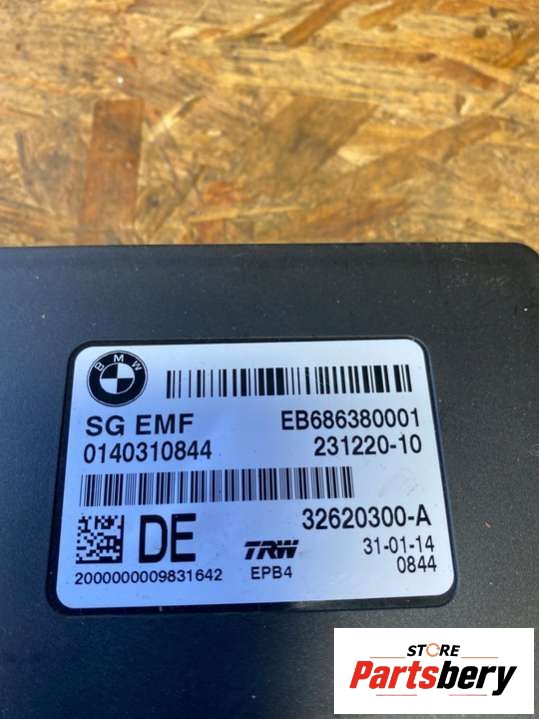 BMW
SG EMF EB686380001
0140310844 231220-10
DE 32620300-A
TRW 31-01-14
2000000009831642 EPB4 0844
STORE
Partsbery